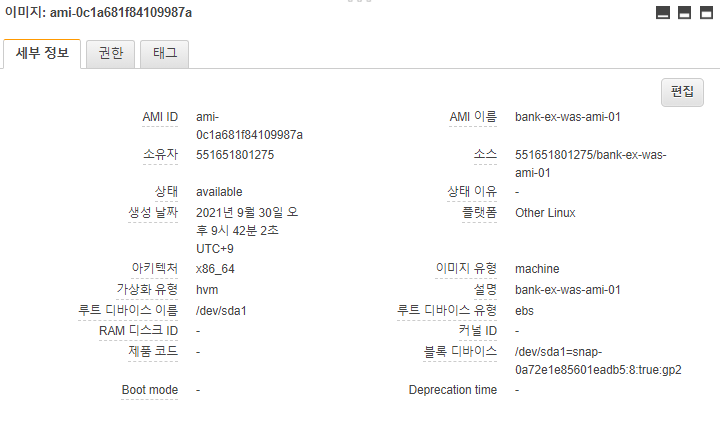 이미지: ami-0c1a681f84109987a
세부 정보 권한 태그
편집
AMI ID ami-0c1a681f84109987a AMI 이름 bank-ex-was-ami-01
소유자 551651801275 소스 551651801275/bank-ex-was-ami-01
상태 available 상태 이유 -
생성 날짜 2021년 9월 30일 오후 9시 42분 2초 UTC+9 플랫폼 Other Linux
아키텍처 x86_64 이미지 유형 machine
가상화 유형 hvm 설명 bank-ex-was-ami-01
루트 디바이스 이름 /dev/sda1 루트 디바이스 유형 ebs
RAM 디스크 ID - 커널 ID -
제품 코드 - 블록 디바이스 /dev/sda1=snap-0a72e1e85601eadb5:8:true:gp2
Boot mode - Deprecation time -